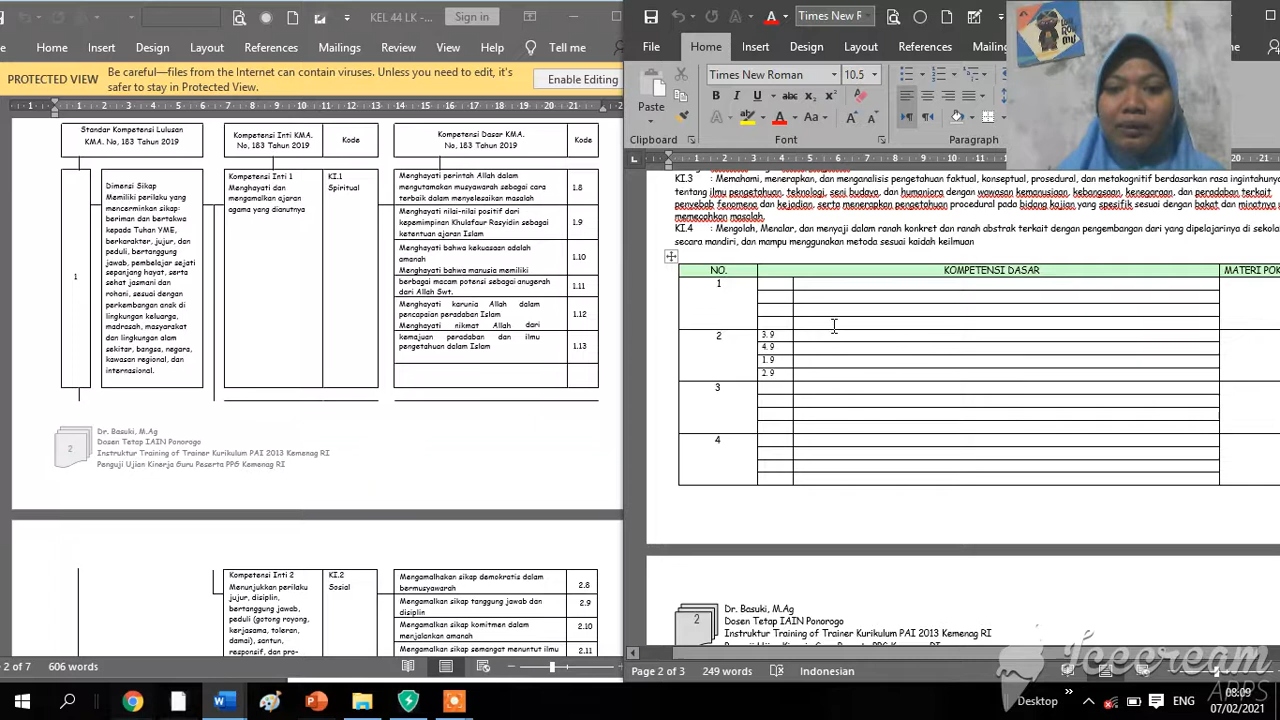 KEL 44 LK -
Sign in
Times New R
Home
Insert
Design
Layout
References
Mailings
Review
View
Help
Tell me
File
Home
Insert
Design
Layout
References
PROTECTED VIEW
Be careful—files from the Internet can contain viruses. Unless you need to edit, it's
safer to stay in Protected View.
Enable Editing
Times New Roman
10.5
Paste
Clipboard
Font
Standar Kompetensi Lulusan
KMA. No, 183 Tahun 2019
Kompetensi Inti KMA.
No, 183 Tahun 2019
Kode
Kompetensi Dasar KMA.
No, 183 Tahun 2019
Kode
1
Dimensi Sikap
Memiliki perilaku yang
mencerminkan sikap:
beriman dan bertakwa
kepada Tuhan YME,
berkarakter, jujur, dan
peduli, bertanggung
jawab, pembelajar sejati
sepanjang hayat, serta
sehat jasmani dan
rohani, sesuai dengan
perkembangan anak di
lingkungan keluarga,
madrasah, masyarakat
dan lingkungan alam
sekitar, bangsa, negara,
kawasan regional, dan
internasional.
Kompetensi Inti 1
Menghayati dan
mengamalkan ajaran
agama yang dianutnya
KI.1
Spiritual
Menghayati perintah Allah dalam
mengutamakan musyawarah sebagai cara
terbaik dalam menyelesaikan masalah
1.8
Menghayati nilai-nilai positif dari
kepemimpinan Khulafaur Rasyidin sebagai
ketentuan ajaran Islam
1.9
Menghayati bahwa kekuasaan adalah
amanah
1.10
Menghayati bahwa manusia memiliki
berbagai macam potensi sebagai anugerah
dari Allah Swt.
1.11
Menghayati karunia Allah dalam
pencapaian peradaban Islam
1.12
Menghayati nikmat Allah dari
kemajuan peradaban dan ilmu
pengetahuan dalam Islam
1.13
2
Dr. Basuki, M.Ag
Dosen Tetap IAIN Ponorogo
Instruktur Training of Trainer Kurikulum PAI 2013 Kemenag RI
Penguji Ujian Kinerja Guru Peserta PPG Kemenag RI
Kompetensi Inti 2
Menunjukkan perilaku
jujur, disiplin,
bertanggung jawab,
peduli (gotong royong,
kerjasama, toleran,
damai), santun,
responsif, dan pro-
KI.2
Sosial
Mengamalhakan sikap demokratis dalam
bermusyawarah
2.8
Mengamalkan sikap tanggung jawab dan
disiplin
2.9
Mengamalkan sikap komitmen dalam
menjalankan amanah
2.10
Mengamalkan sikap semangat menuntut ilmu
2.11
KI.3 : Memahami, menerapkan, dan menganalisis pengetahuan faktual, konseptual, prosedural, dan metakognitif berdasarkan rasa ingintahunya
tentang ilmu pengetahuan, teknologi, seni budaya, dan humaniora dengan wawasan kemanusiaan, kebangsaan, kenegaraan, dan peradaban terkait
penyebab fenomena dan kejadian, serta menerapkan pengetahuan procedural pada bidang kajian yang spesifik sesuai dengan bakat dan minatnya
memecahkan masalah.
KI.4 : Mengolah, Menalar, dan menyaji dalam ranah konkret dan ranah abstrak terkait dengan pengembangan dari yang dipelajarinya di sekola
secara mandiri, dan mampu menggunakan metoda sesuai kaidah keilmuan
NO.
KOMPETENSI DASAR
MATERI POK
1
2
3. 9
4. 9
1. 9
2. 9
3
4
2
Dr. Basuki, M.Ag
Dosen Tetap IAIN Ponorogo
Instruktur Training of Trainer Kurikulum PAI 2013 Kemenag RI
2 of 7
606 words
Page 2 of 3
249 words
Indonesian
Icecream
APPS
Desktop
ENG
08:09
07/02/2021